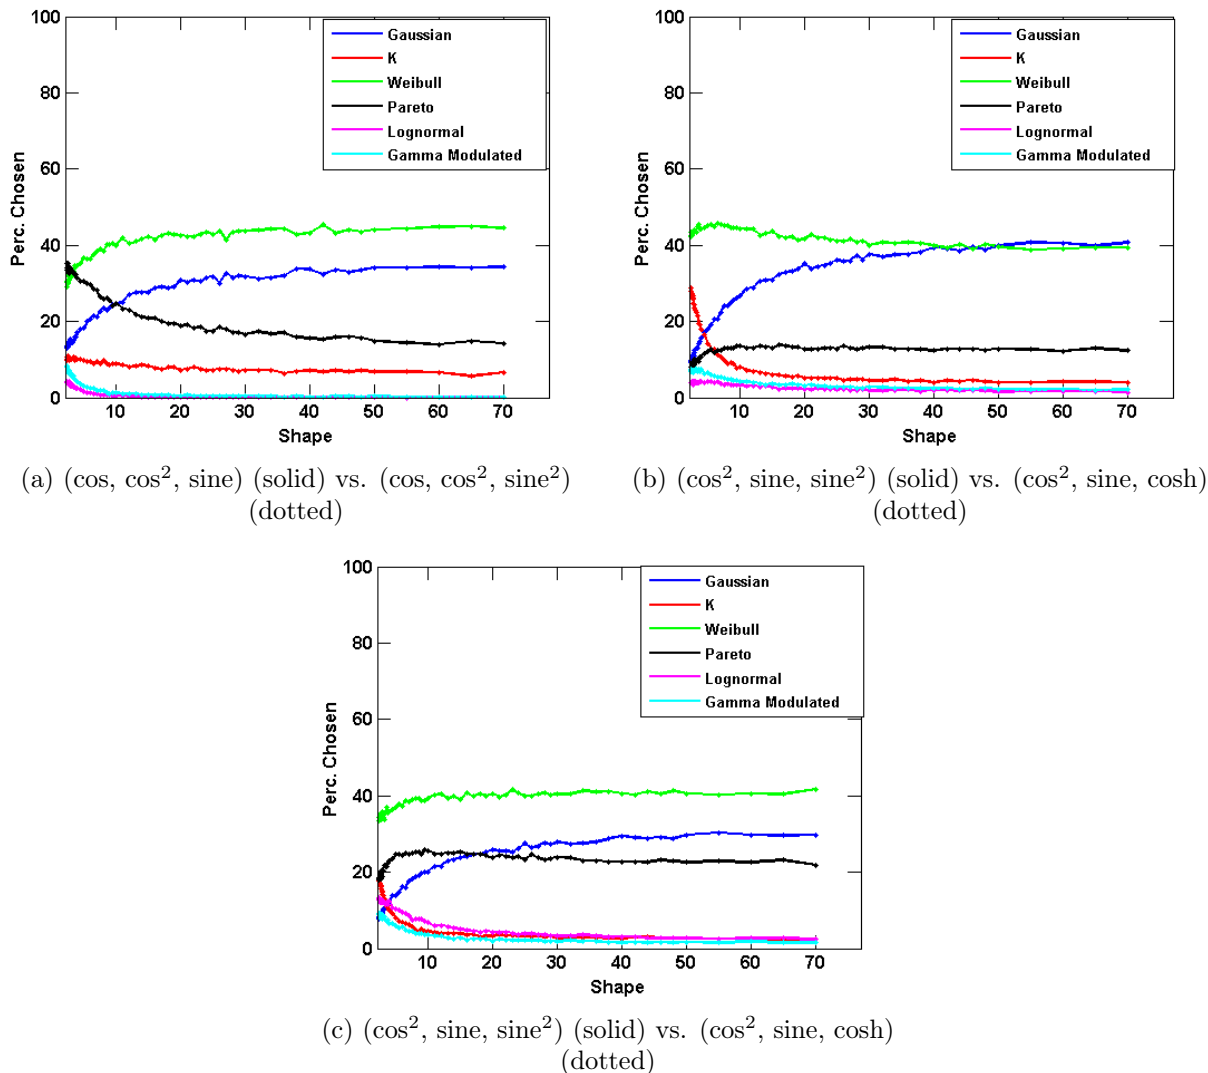 100
80
60
40
20
0
Perc. Chosen
10 20 30 40 50 60 70
Shape
Gaussian
K
Weibull
Pareto
Lognormal
Gamma Modulated
(a) (cos, cos², sine) (solid) vs. (cos, cos², sine²)
(dotted)
100
80
60
40
20
0
Perc. Chosen
10 20 30 40 50 60 70
Shape
Gaussian
K
Weibull
Pareto
Lognormal
Gamma Modulated
(b) (cos², sine, sine²) (solid) vs. (cos², sine, cosh)
(dotted)
100
80
60
40
20
0
Perc. Chosen
10 20 30 40 50 60 70
Shape
Gaussian
K
Weibull
Pareto
Lognormal
Gamma Modulated
(c) (cos², sine, sine²) (solid) vs. (cos², sine, cosh)
(dotted)